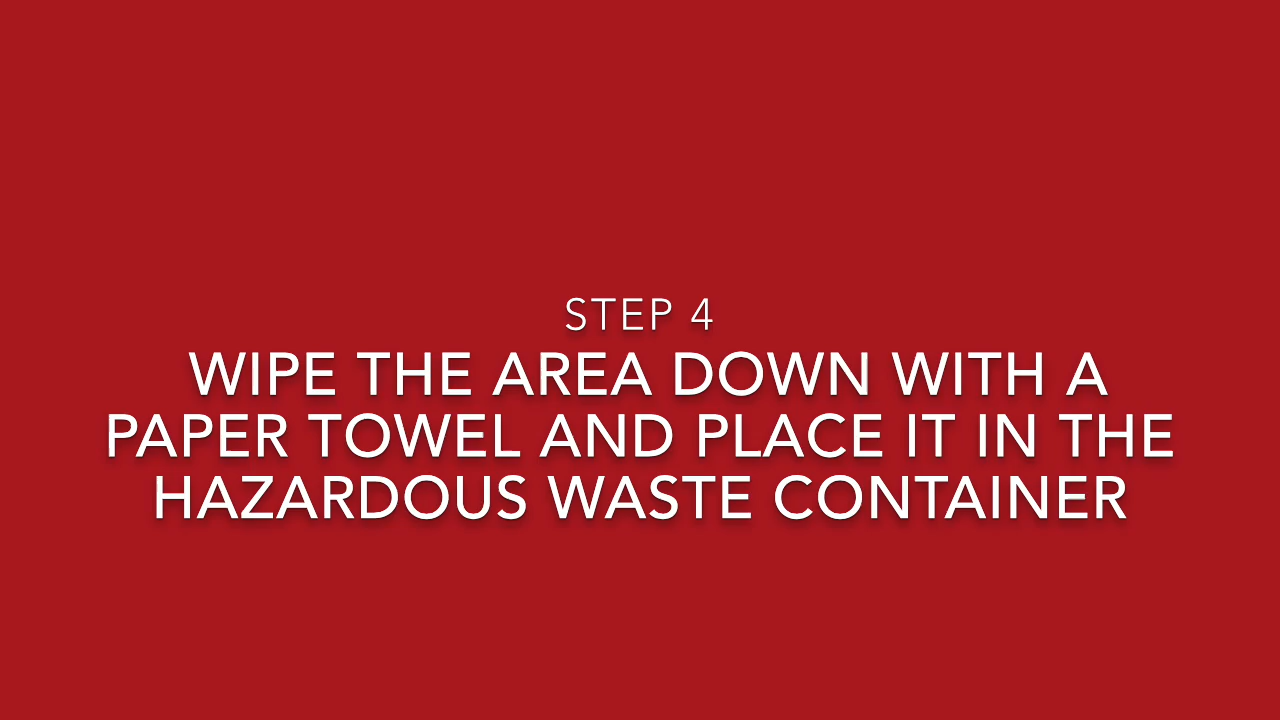 STEP 4
WIPE THE AREA DOWN WITH A
PAPER TOWEL AND PLACE IT IN THE
HAZARDOUS WASTE CONTAINER